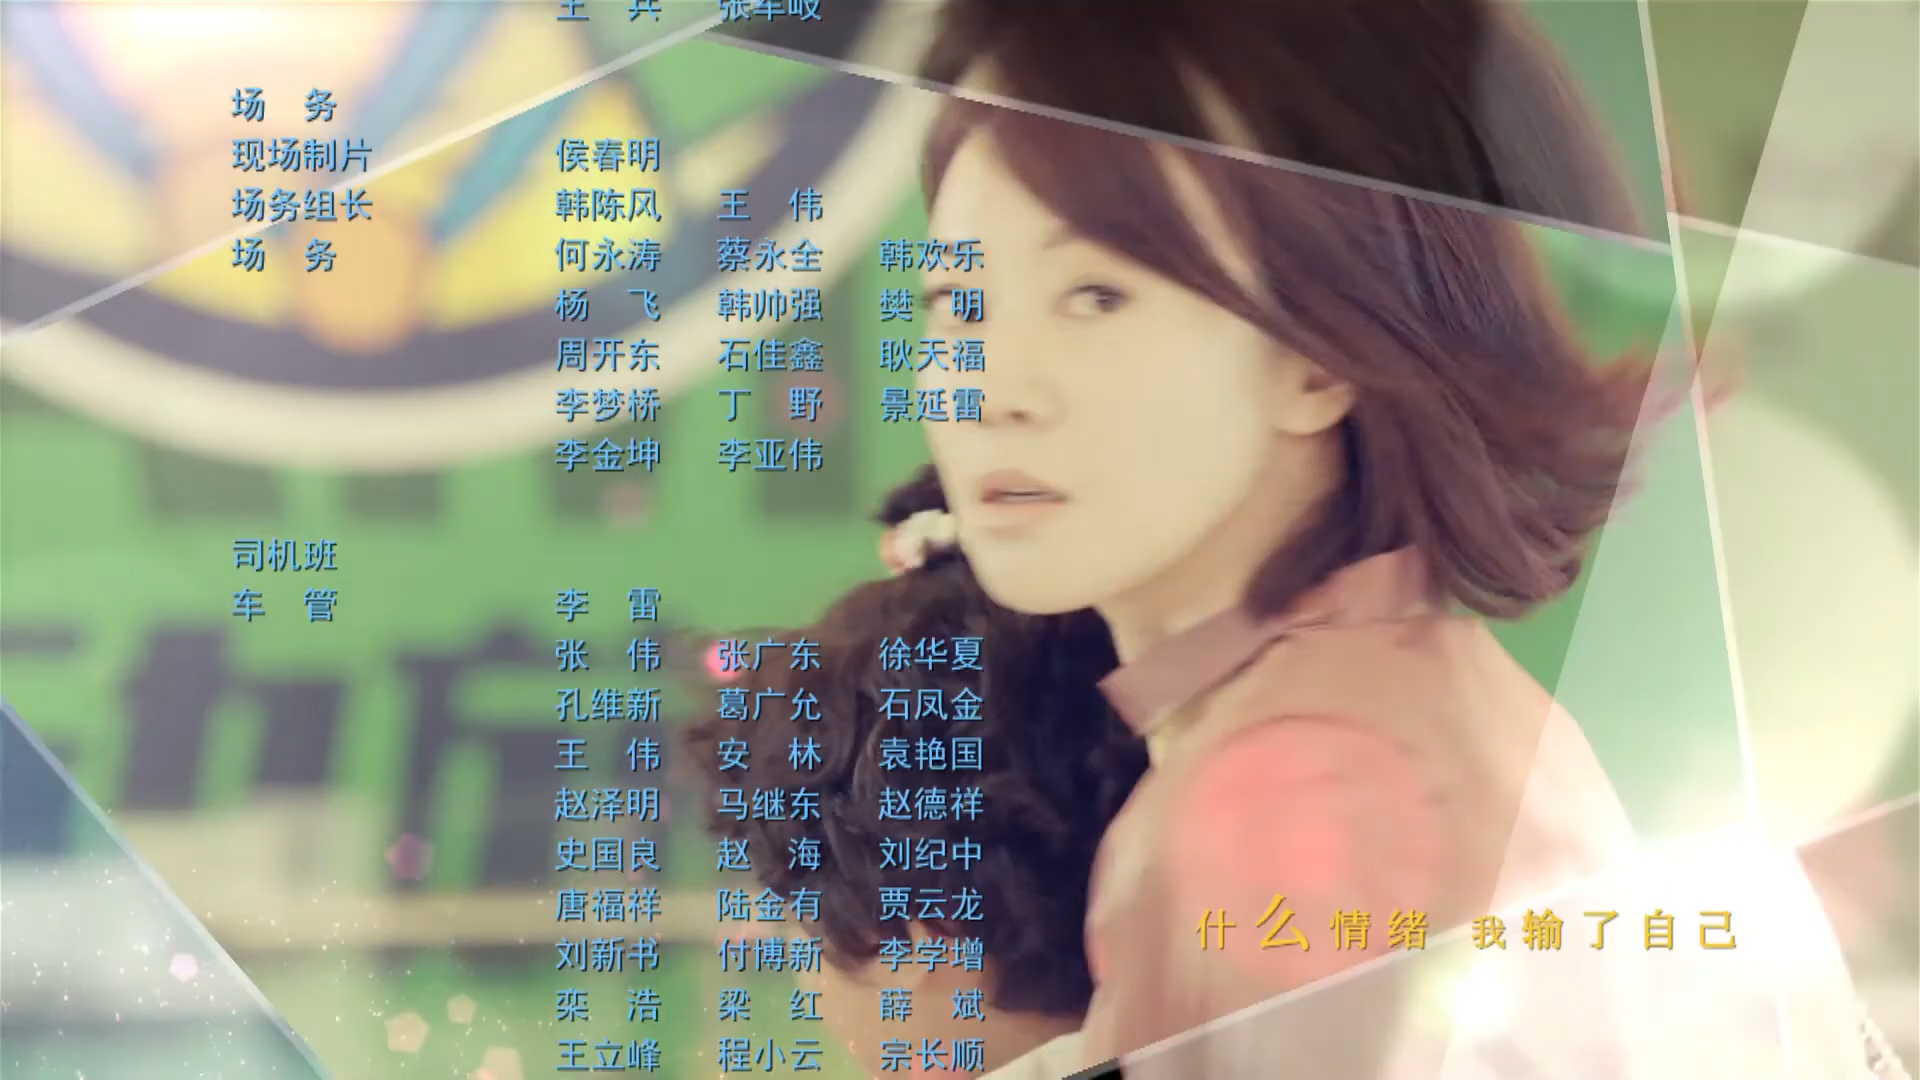 王　兵　张军岐
场　务
现场制片　侯春明
场务组长　韩陈风　王　伟
场　务　何永涛　蔡永全　韩欢乐
杨　飞　韩帅强　樊　明
周开东　石佳鑫　耿天福
李梦桥　丁　野　景延雷
李金坤　李亚伟
司机班
车　管　李　雷
张　伟　张广东　徐华夏
孔维新　葛广允　石凤金
王　伟　安　林　袁艳国
赵泽明　马继东　赵德祥
史国良　赵　海　刘纪中
唐福祥　陆金有　贾云龙
刘新书　付博新　李学增
栾　浩　梁　红　薛　斌
王立峰　程小云　宗长顺
什么情绪 我输了自己